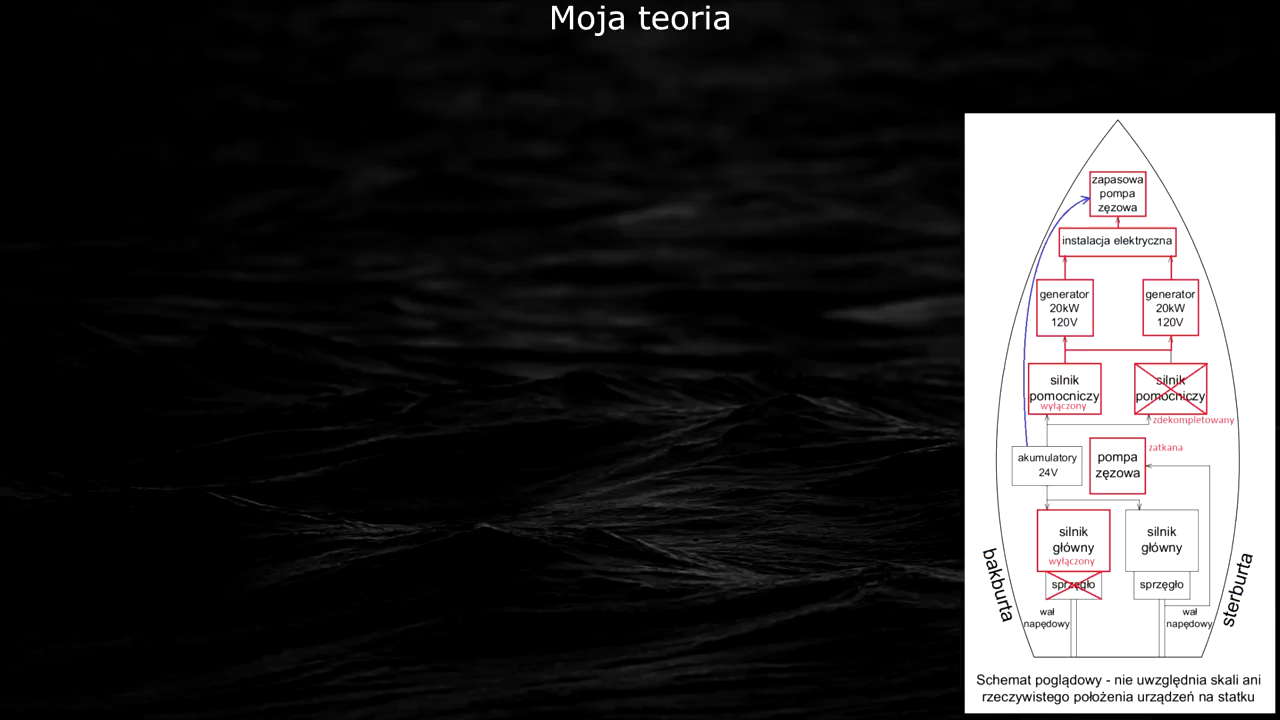 Moja teoria
zapasowa
pompa
zęzowa
instalacja elektryczna
generator
20kW
120V
generator
20kW
120V
silnik
pomocniczy
wyłączony
silnik
pomocniczy
zdekompletowany
akumulatory
24V
pompa
zęzowa
zatkana
silnik
główny
wyłączony
silnik
główny
sprzęgło
sprzęgło
bakburta
wał
napędowy
wał
napędowy
sterburta
Schemat poglądowy - nie uwzględnia skali ani
rzeczywistego położenia urządzeń na statku